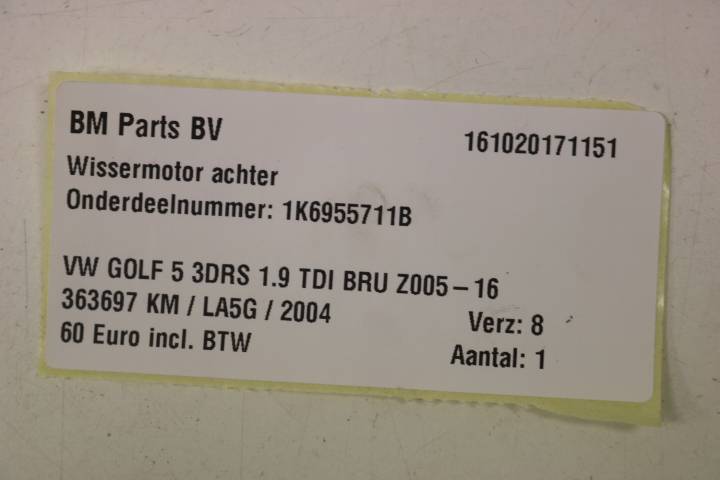 BM Parts BV 161020171151
Wissermotor achter
Onderdeelnummer: 1K6955711B
VW GOLF 5 3DRS 1.9 TDI BRU Z005-16
363697 KM / LA5G / 2004 Verz: 8
60 Euro incl. BTW Aantal: 1